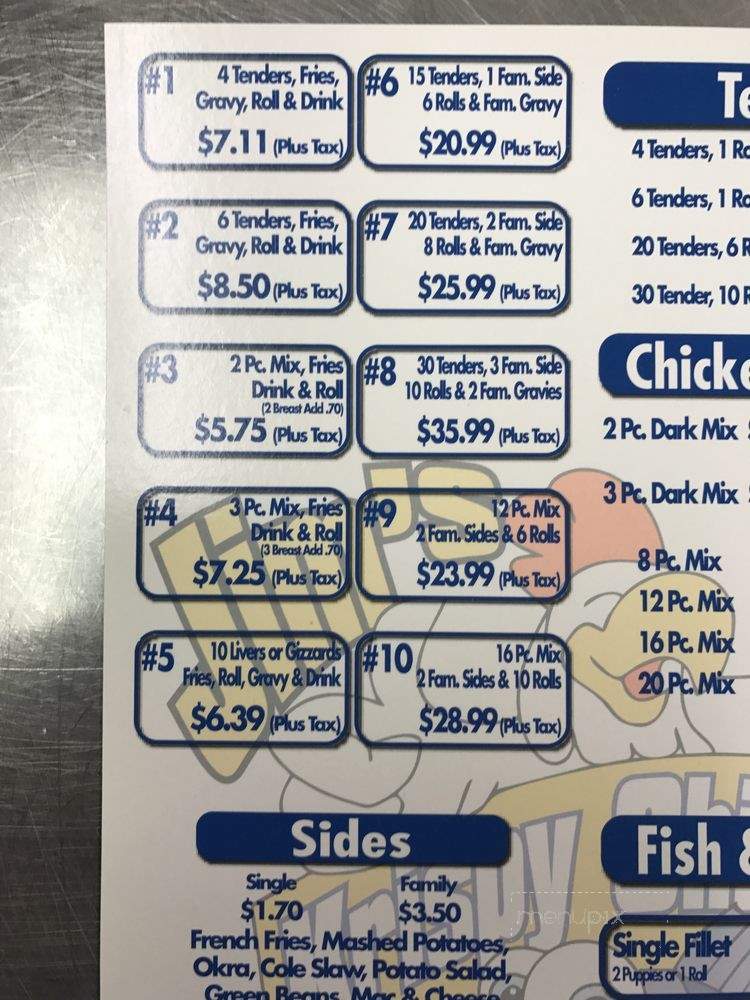 #1 4 Tenders, Fries,
Gravy, Roll & Drink
$7.11 (Plus Tax)
#2 6 Tenders, Fries,
Gravy, Roll & Drink
$8.50 (Plus Tax)
#3 2 Pc. Mix, Fries
Drink & Roll
(2 Breast Add .70)
$5.75 (Plus Tax)
#4 3 Pc. Mix, Fries
Drink & Roll
(3 Breast Add .70)
$7.25 (Plus Tax)
#5 10 Livers or Gizzards
Fries, Roll, Gravy & Drink
$6.39 (Plus Tax)
#6 15 Tenders, 1 Fam. Side
6 Rolls & Fam. Gravy
$20.99 (Plus Tax)
#7 20 Tenders, 2 Fam. Side
8 Rolls & Fam. Gravy
$25.99 (Plus Tax)
#8 30 Tenders, 3 Fam. Side
10 Rolls & 2 Fam. Gravies
$35.99 (Plus Tax)
#9 12 Pc. Mix
2 Fam. Sides & 6 Rolls
$23.99 (Plus Tax)
#10 16 Pc. Mix
2 Fam. Sides & 10 Rolls
$28.99 (Plus Tax)
Jim's
Krispy
Sides
Single Family
$1.70 $3.50
French Fries, Mashed Potatoes,
Okra, Cole Slaw, Potato Salad,
Green Beans, Mac & Cheese
4 Tenders, 1
6 Tenders, 1
20 Tenders, 6
30 Tender, 10
2 Pc. Dark Mix
3 Pc. Dark Mix
8 Pc. Mix
12 Pc. Mix
16 Pc. Mix
20 Pc. Mix
Fish &
menupix
Single Fillet
2 Puppies or 1 Roll